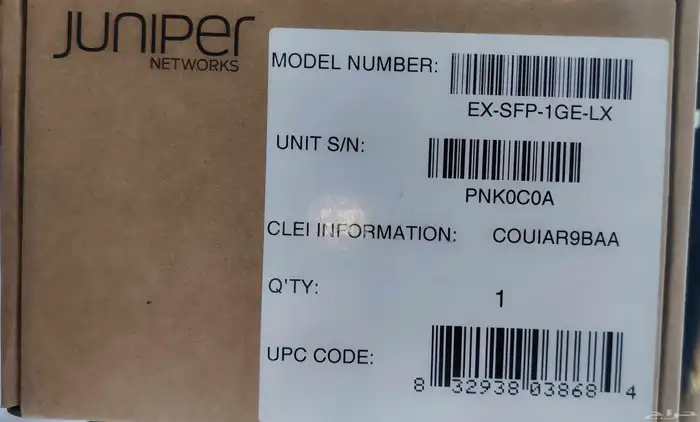 JUNIPER
NETWORKS
MODEL NUMBER:
EX-SFP-1GE-LX
UNIT S/N:
PNK0C0A
CLEI INFORMATION: COUIAR9BAA
Q'TY: 1
UPC CODE:
8 32938 03868 4
حراج